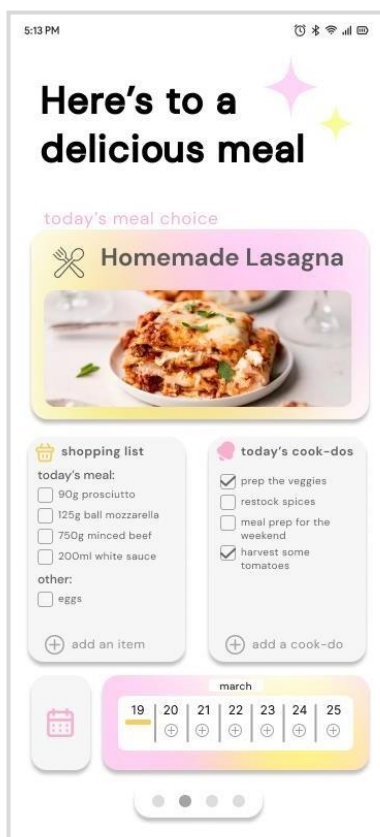 5:13 PM
Here's to a
delicious meal
today's meal choice
Homemade Lasagna
shopping list
today's meal:
90g prosciutto
125g ball mozzarella
750g minced beef
200ml white sauce
other:
eggs
add an item
today's cook-dos
prep the veggies
restock spices
meal prep for the
weekend
harvest some
tomatoes
add a cook-do
march
19 20 21 22 23 24 25